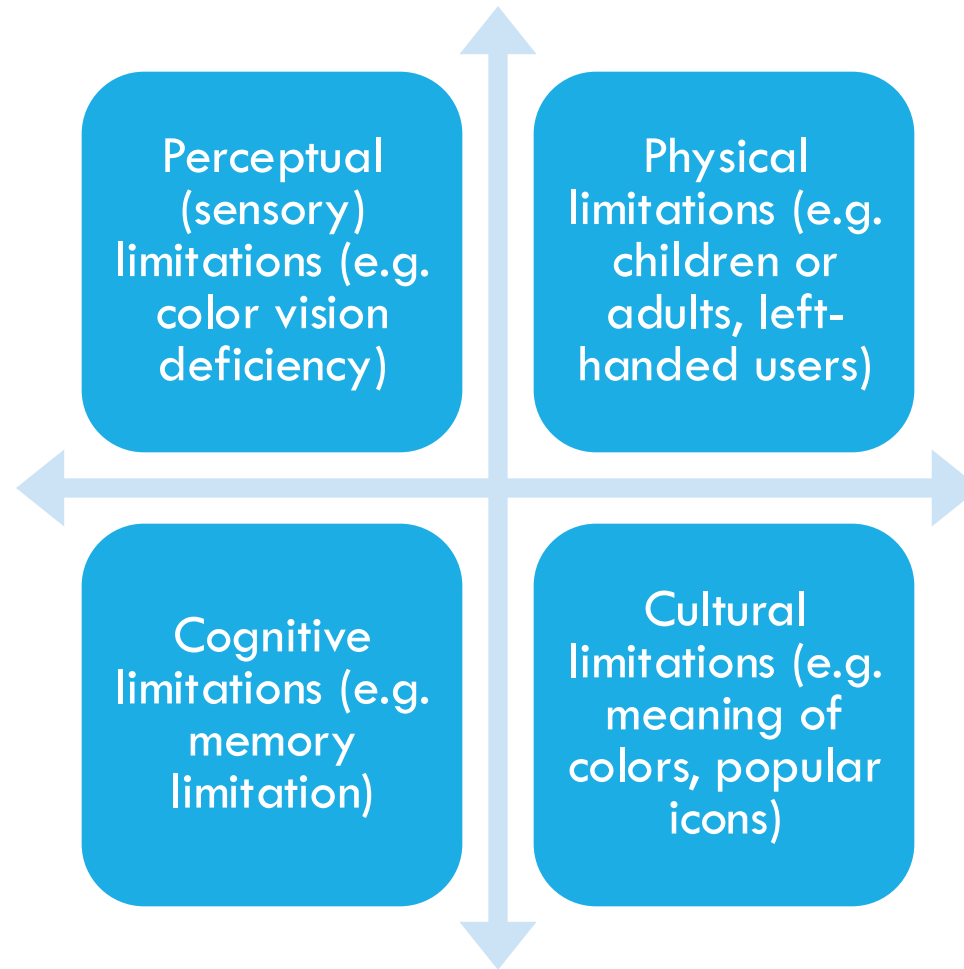 Perceptual
(sensory)
limitations (e.g.
color vision
deficiency)
Physical
limitations (e.g.
children or
adults, left-
handed users)
Cognitive
limitations (e.g.
memory
limitation)
Cultural
limitations (e.g.
meaning of
colors, popular
icons)